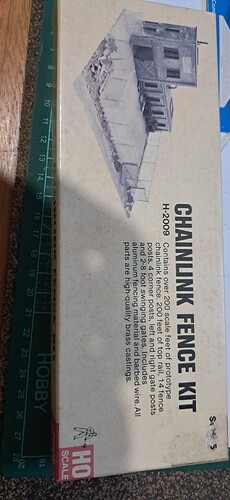 CHAINLINK FENCE KIT
H-2009
Contains over 200 scale feet of prototype
chainlink fence. 200 feet of top rail, 14 fence
posts, 4 corner posts, left and right gate posts
and 2-8 foot swinging gates. Includes
aluminum fencing material and barbed wire. All
parts are high-quality brass castings.
HO
SCALE
HOBBY